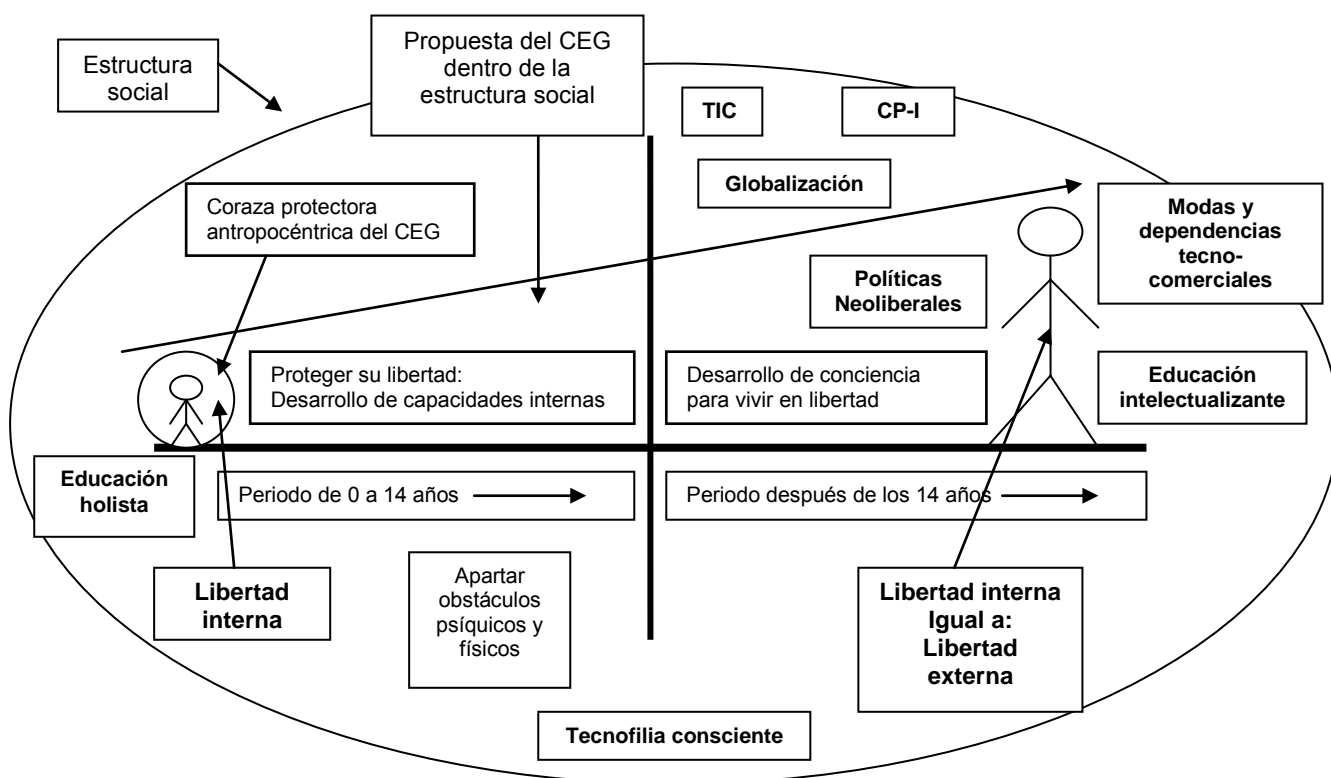 Estructura
social
Propuesta del CEG
dentro de la
estructura social
TIC
CP-I
Globalización
Coraza protectora
antropocéntrica del CEG
Modas y
dependencias
tecno-
comerciales
Políticas
Neoliberales
Proteger su libertad:
Desarrollo de capacidades internas
Desarrollo de conciencia
para vivir en libertad
Educación
intelectualizante
Educación
holista
Periodo de 0 a 14 años
Periodo después de los 14 años
Libertad
interna
Apartar
obstáculos
psíquicos y
físicos
Libertad interna
Igual a:
Libertad
externa
Tecnofilia consciente